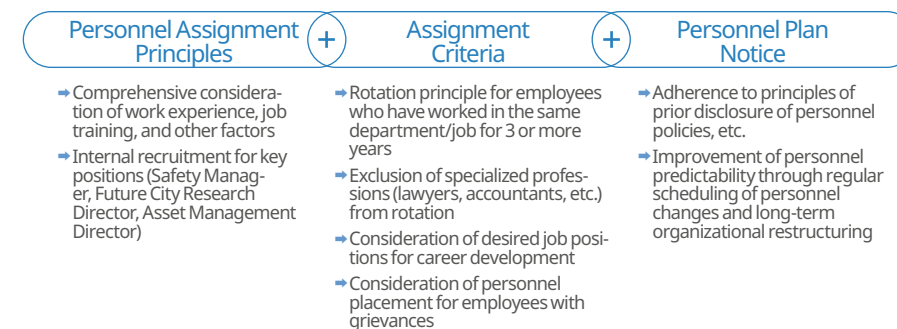 Personnel Assignment
Principles
+
Assignment
Criteria
+
Personnel Plan
Notice
➡ Comprehensive considera-
tion of work experience, job
training, and other factors
➡ Internal recruitment for key
positions (Safety Manag-
er, Future City Research
Director, Asset Management
Director)
➡ Rotation principle for employees
who have worked in the same
department/job for 3 or more
years
➡ Exclusion of specialized profes-
sions (lawyers, accountants, etc.)
from rotation
➡ Consideration of desired job posi-
tions for career development
➡ Consideration of personnel
placement for employees with
grievances
➡ Adherence to principles of
prior disclosure of personnel
policies, etc.
➡ Improvement of personnel
predictability through regular
scheduling of personnel
changes and long-term
organizational restructuring